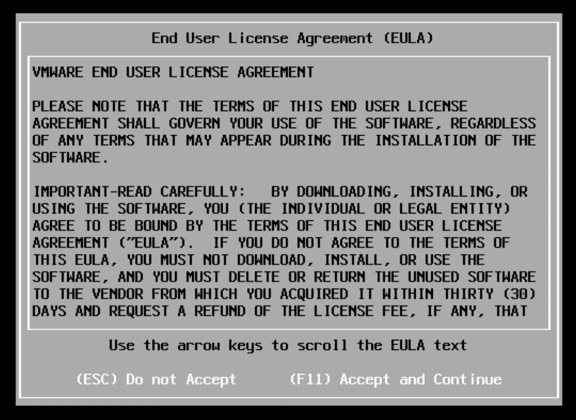 End User License Agreement (EULA)
VMWARE END USER LICENSE AGREEMENT
PLEASE NOTE THAT THE TERMS OF THIS END USER LICENSE
AGREEMENT SHALL GOVERN YOUR USE OF THE SOFTWARE, REGARDLESS
OF ANY TERMS THAT MAY APPEAR DURING THE INSTALLATION OF THE
SOFTWARE.
IMPORTANT-READ CAREFULLY:   BY DOWNLOADING, INSTALLING, OR
USING THE SOFTWARE, YOU (THE INDIVIDUAL OR LEGAL ENTITY)
AGREE TO BE BOUND BY THE TERMS OF THIS END USER LICENSE
AGREEMENT ("EULA").  IF YOU DO NOT AGREE TO THE TERMS OF
THIS EULA, YOU MUST NOT DOWNLOAD, INSTALL, OR USE THE
SOFTWARE, AND YOU MUST DELETE OR RETURN THE UNUSED SOFTWARE
TO THE VENDOR FROM WHICH YOU ACQUIRED IT WITHIN THIRTY (30)
DAYS AND REQUEST A REFUND OF THE LICENSE FEE, IF ANY, THAT
Use the arrow keys to scroll the EULA text
(ESC) Do not Accept     (F11) Accept and Continue